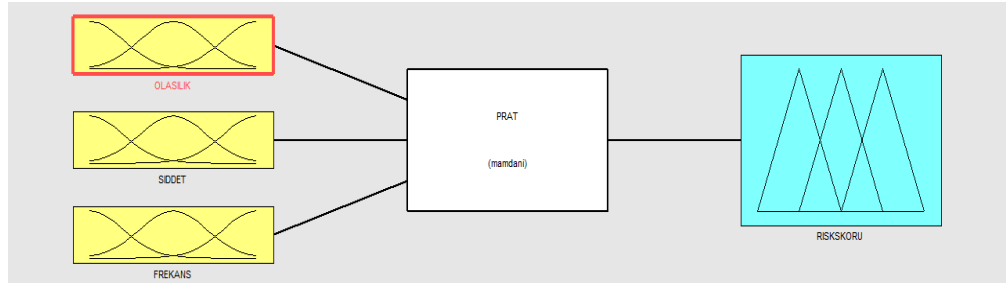 OLASILIK
SIDDET
FREKANS
PRAT
(mamdani)
RISKSKORU